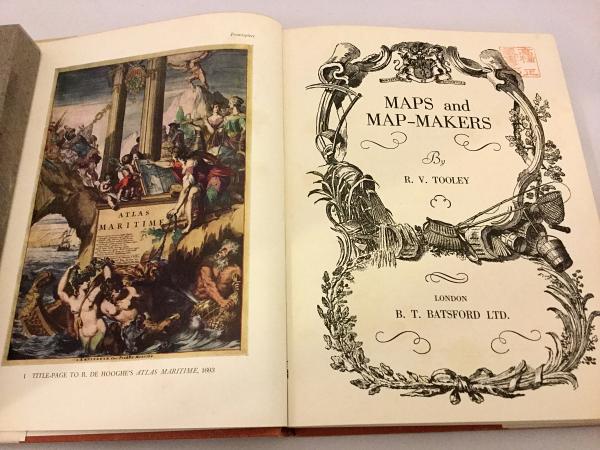 Frontispiece
ATLAS
MARITIME
1 TITLE-PAGE TO R. DE HOOGHE'S ATLAS MARITIME, 1693
MAPS and
MAP-MAKERS
By
R. V. TOOLEY
LONDON
B. T. BATSFORD LTD.